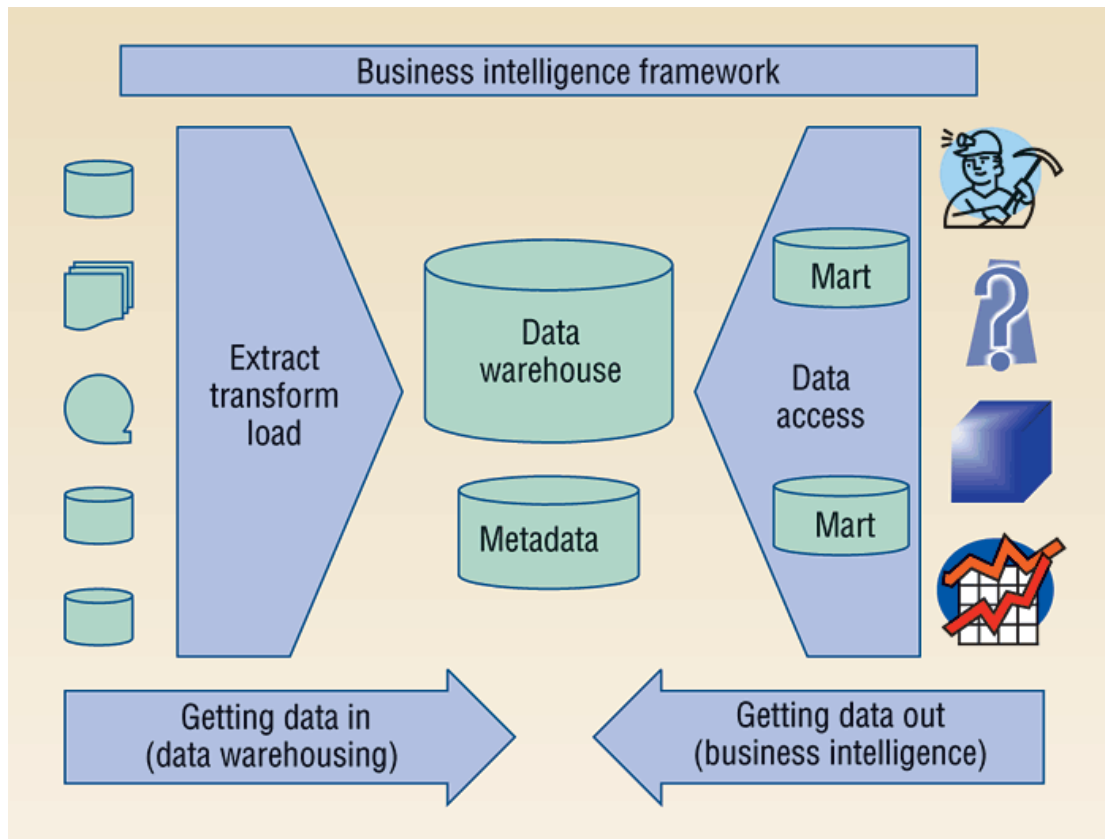 Business intelligence framework
Extract
transform
load
Data
warehouse
Metadata
Mart
Data
access
Mart
Getting data in
(data warehousing)
Getting data out
(business intelligence)